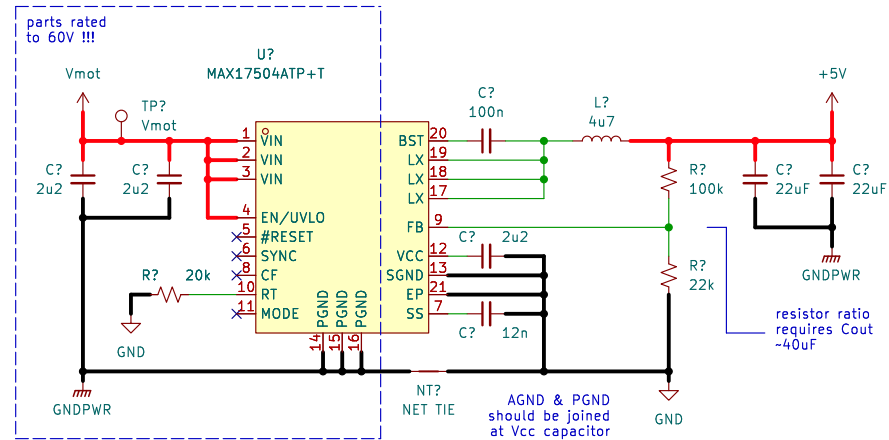 parts rated
to 60V !!!
U?
MAX17504ATP+T
Vmot
+5V
TP?
Vmot
C?
100n
L?
4u7
1
VIN
BST
20
2
VIN
LX
19
3
VIN
LX
18
LX
17
C?
2u2
C?
2u2
R?
100k
C?
22uF
C?
22uF
4
EN/UVLO
FB
9
5
#RESET
6
SYNC
VCC
12
C?
2u2
8
CF
SGND
13
R?
20k
10
RT
EP
21
11
MODE
SS
7
C?
12n
PGND
PGND
PGND
14
15
16
R?
22k
GNDPWR
GND
resistor ratio
requires Cout
~40uF
GNDPWR
NT?
NET TIE
AGND & PGND
should be joined
at Vcc capacitor
GND